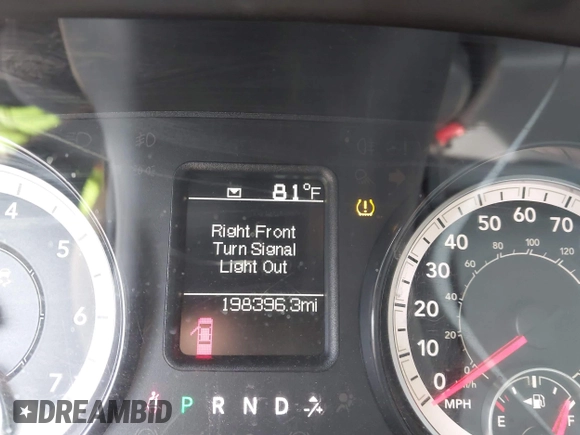 81°F
Right Front
Turn Signal
Light Out
198396.3mi
P R N D
4
5
6
7
0
10
20
30
40
50
60
70
80
100
120
MPH
E
F
DREAMBID